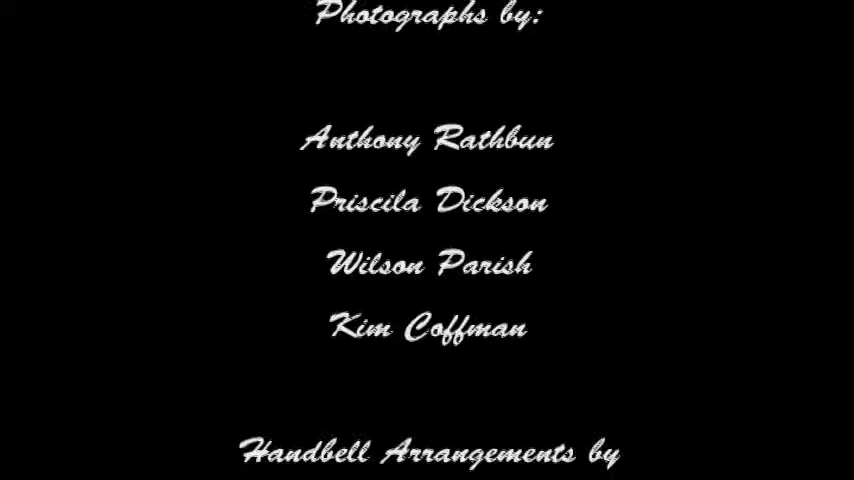 Photographs by:
Anthony Rathbun
Priscila Dickson
Wilson Parish
Kim Coffman
Handbell Arrangements by